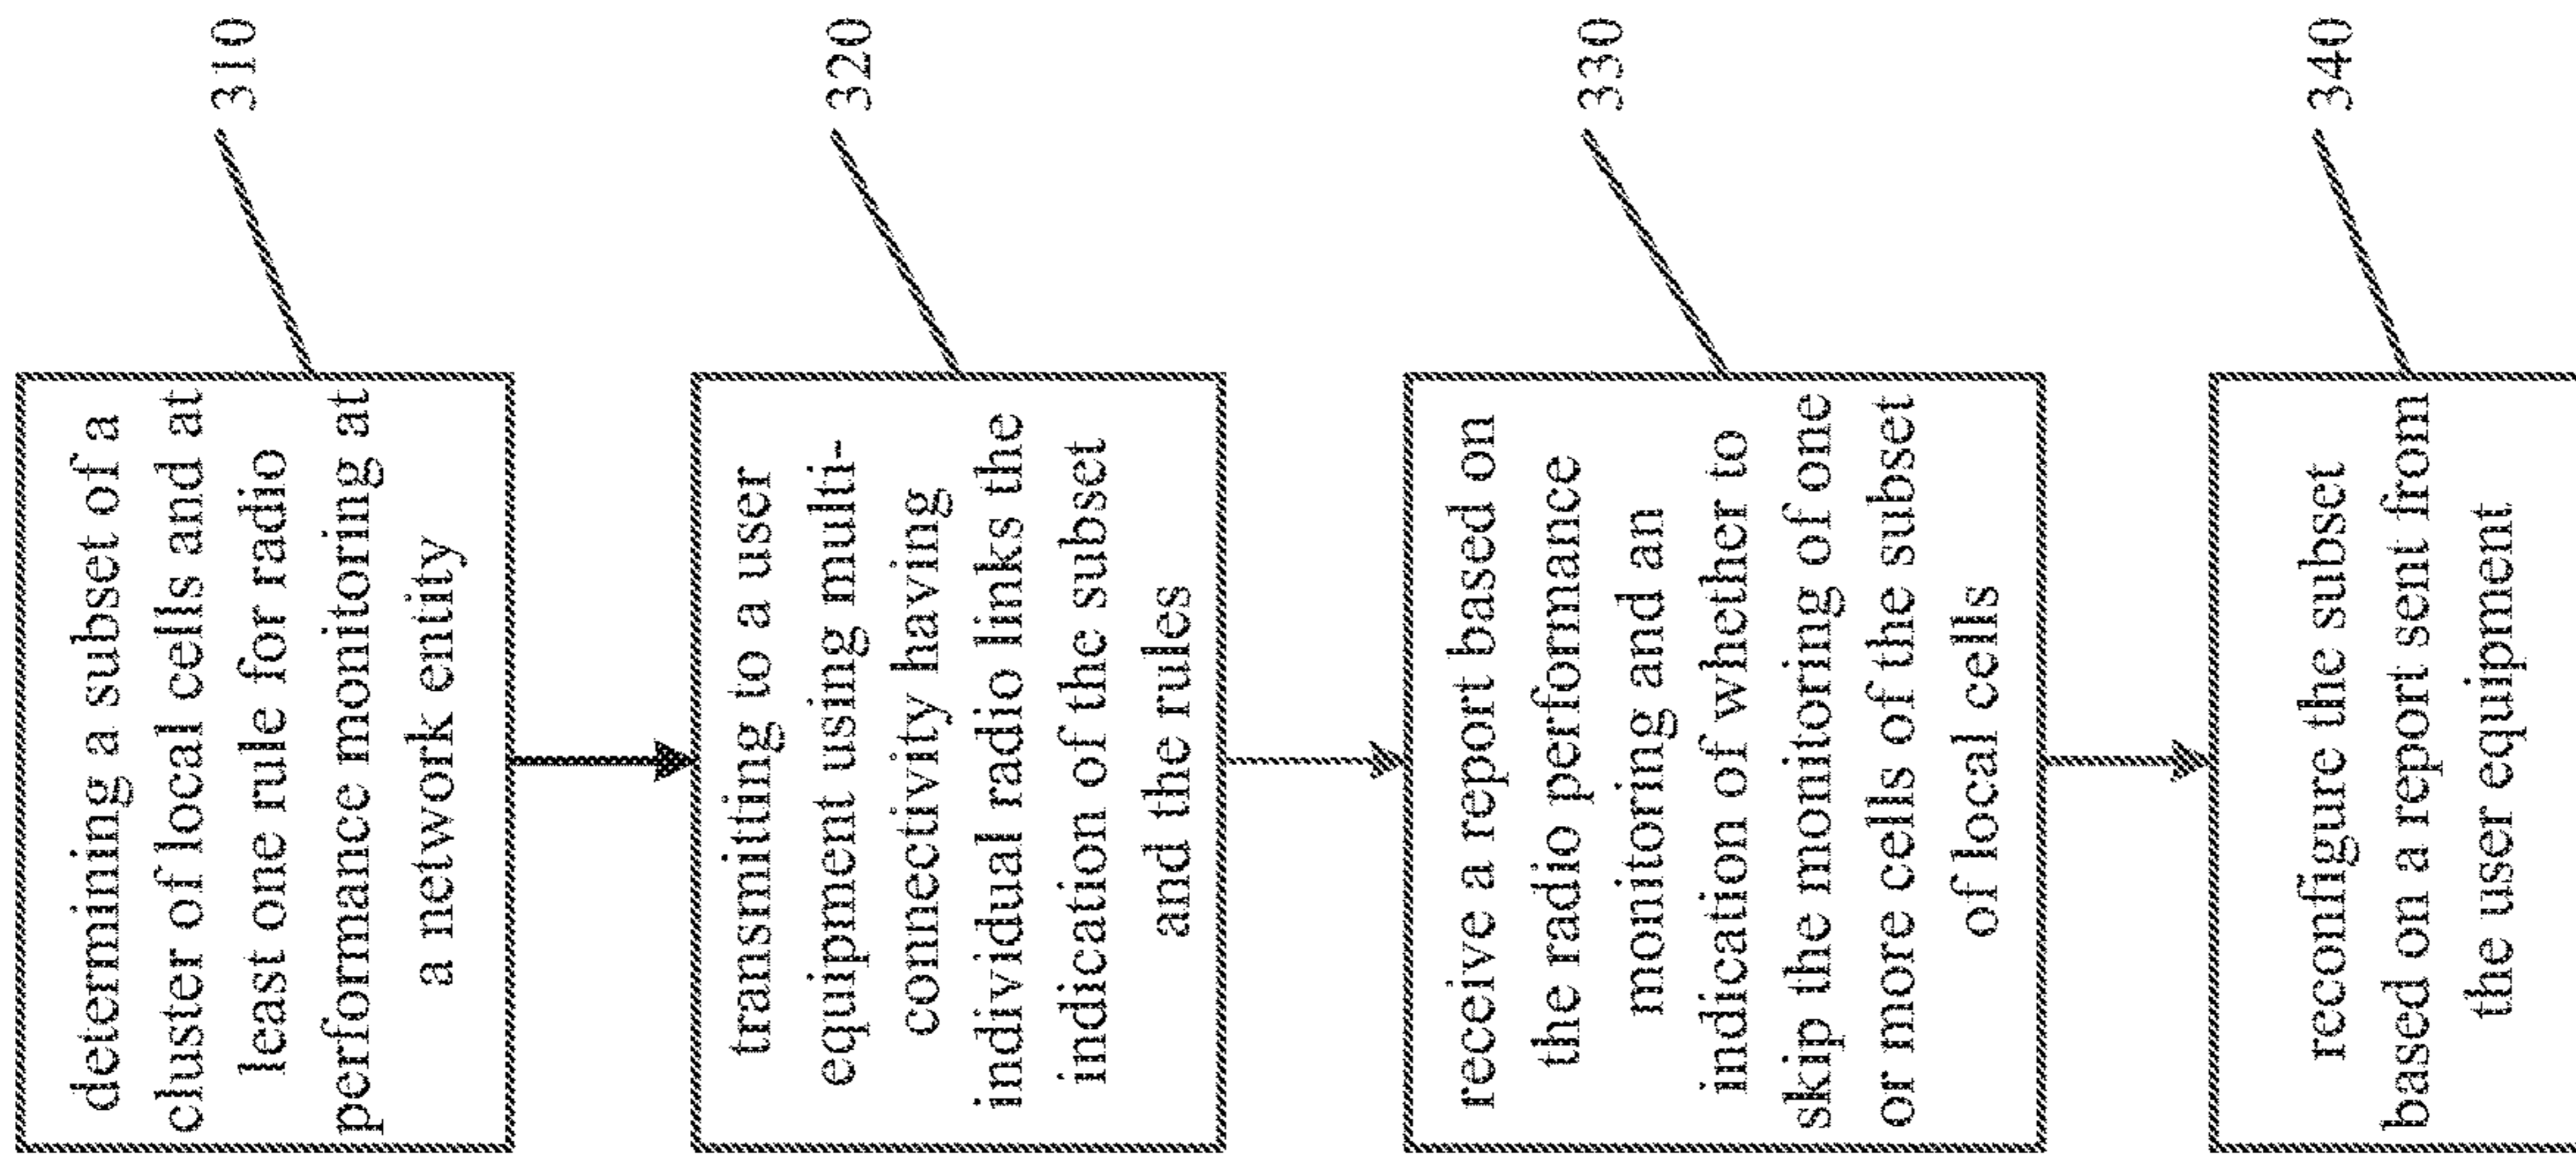 determining a subset of a
cluster of local cells and at
least one rule for radio
performance monitoring at
a network entity
310
transmitting to a user
equipment using multi-
connectivity having
individual radio links the
indication of the subset
and the rules
320
receive a report based on
the radio performance
monitoring and an
indication of whether to
skip the monitoring of one
or more cells of the subset
of local cells
330
reconfigure the subset
based on a report sent from
the user equipment
340